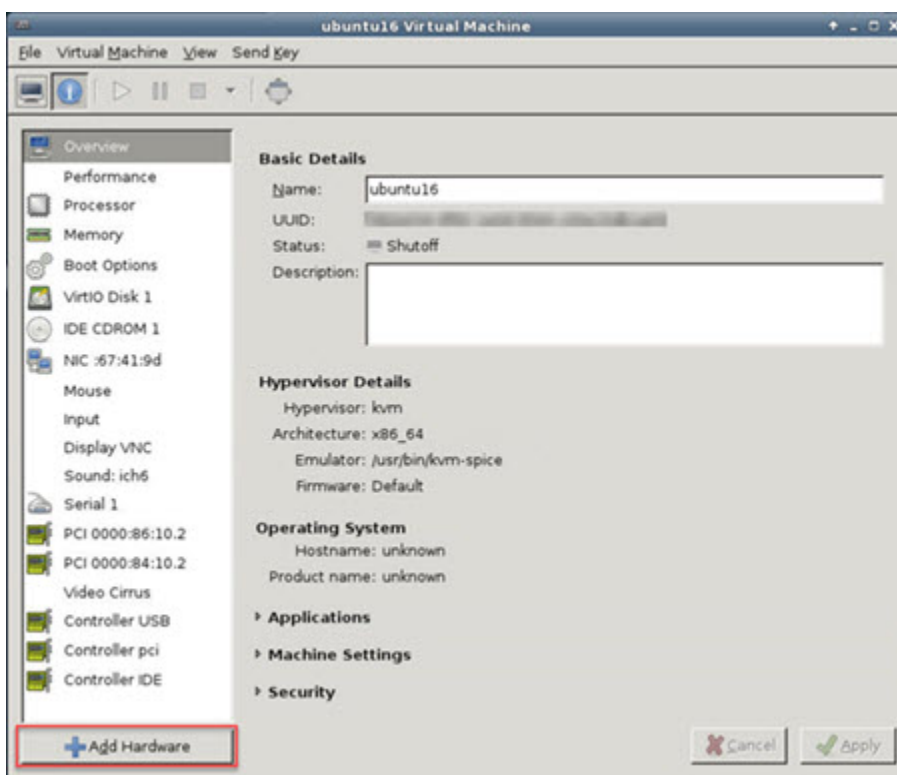 ubuntu16 Virtual Machine
File Virtual Machine View Send Key
Overview
Performance
Processor
Memory
Boot Options
VirtIO Disk 1
IDE CDROM 1
NIC :67:41:9d
Mouse
Input
Display VNC
Sound: ich6
Serial 1
PCI 0000:86:10.2
PCI 0000:84:10.2
Video Cirrus
Controller USB
Controller pci
Controller IDE
Add Hardware
Basic Details
Name: ubuntu16
UUID:
Status: Shutoff
Description:
Hypervisor Details
Hypervisor: kvm
Architecture: x86_64
Emulator: /usr/bin/kvm-spice
Firmware: Default
Operating System
Hostname: unknown
Product name: unknown
Applications
Machine Settings
Security
Cancel Apply